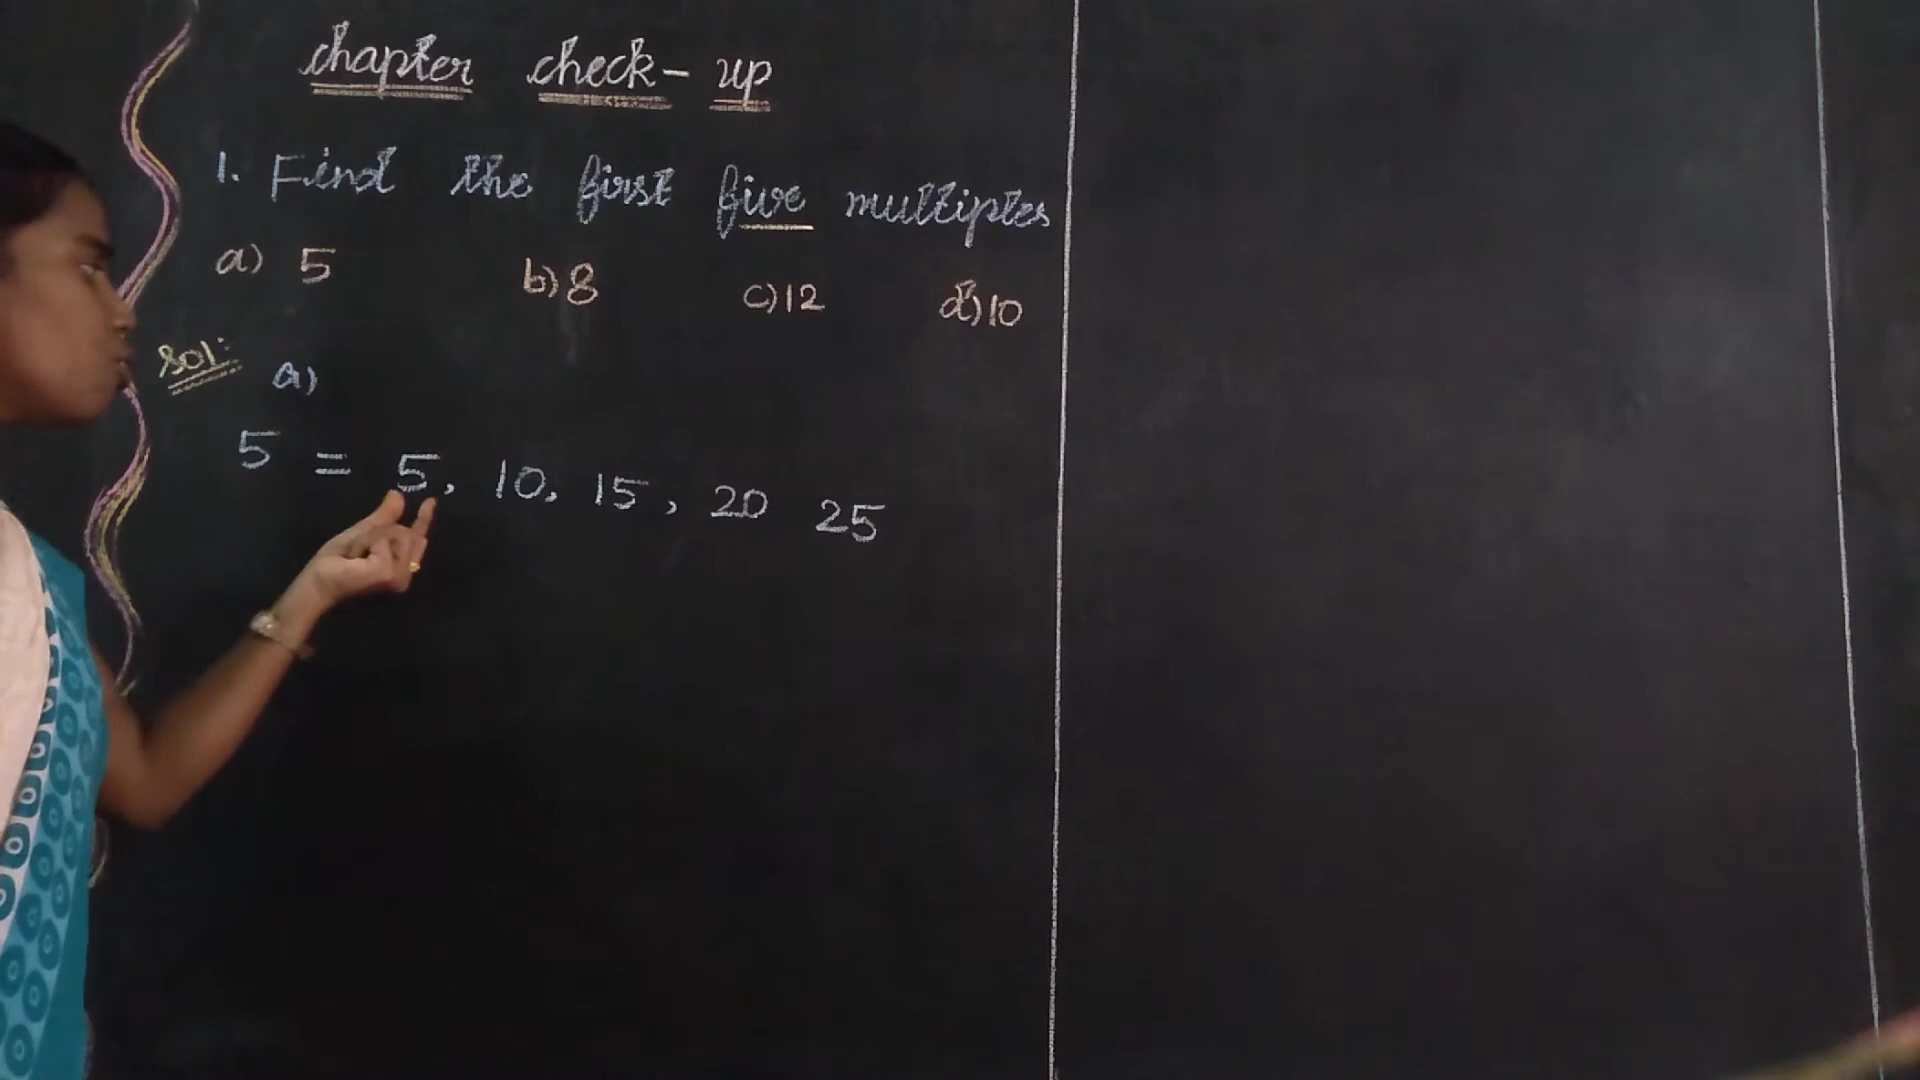 chapter check-up
1. Find the first five multiples
a) 5 b) 8 c) 12 d) 10
Sol:
a)
5 = 5, 10, 15, 20 25